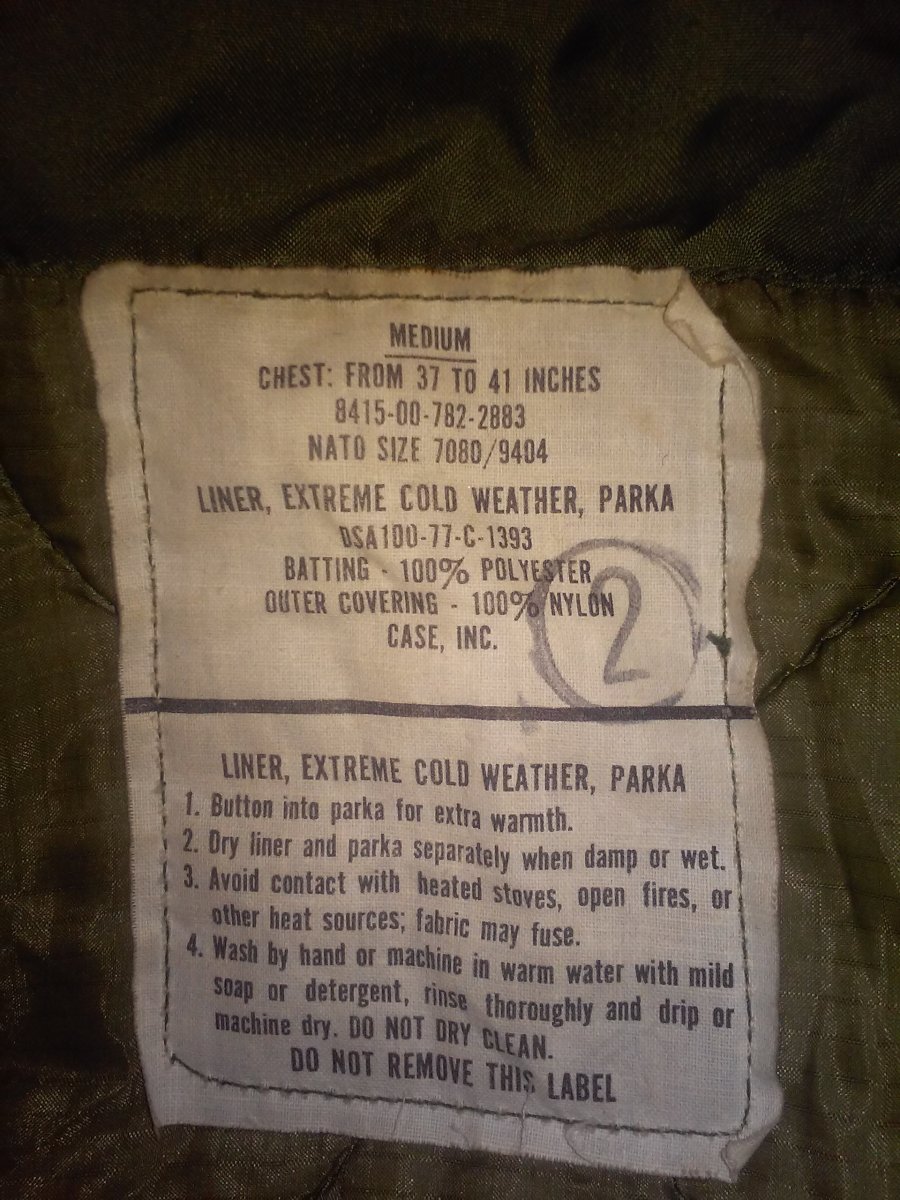 MEDIUM
CHEST: FROM 37 TO 41 INCHES
8415-00-782-2883
NATO SIZE 7080/9404
LINER, EXTREME COLD WEATHER, PARKA
DSA100-77-C-1393
BATTING - 100% POLYESTER
OUTER COVERING - 100% NYLON
CASE, INC.
2
LINER, EXTREME COLD WEATHER, PARKA
1. Button into parka for extra warmth.
2. Dry liner and parka separately when damp or wet.
3. Avoid contact with heated stoves, open fires, or
other heat sources; fabric may fuse.
4. Wash by hand or machine in warm water with mild
soap or detergent, rinse thoroughly and drip or
machine dry. DO NOT DRY CLEAN.
DO NOT REMOVE THIS LABEL